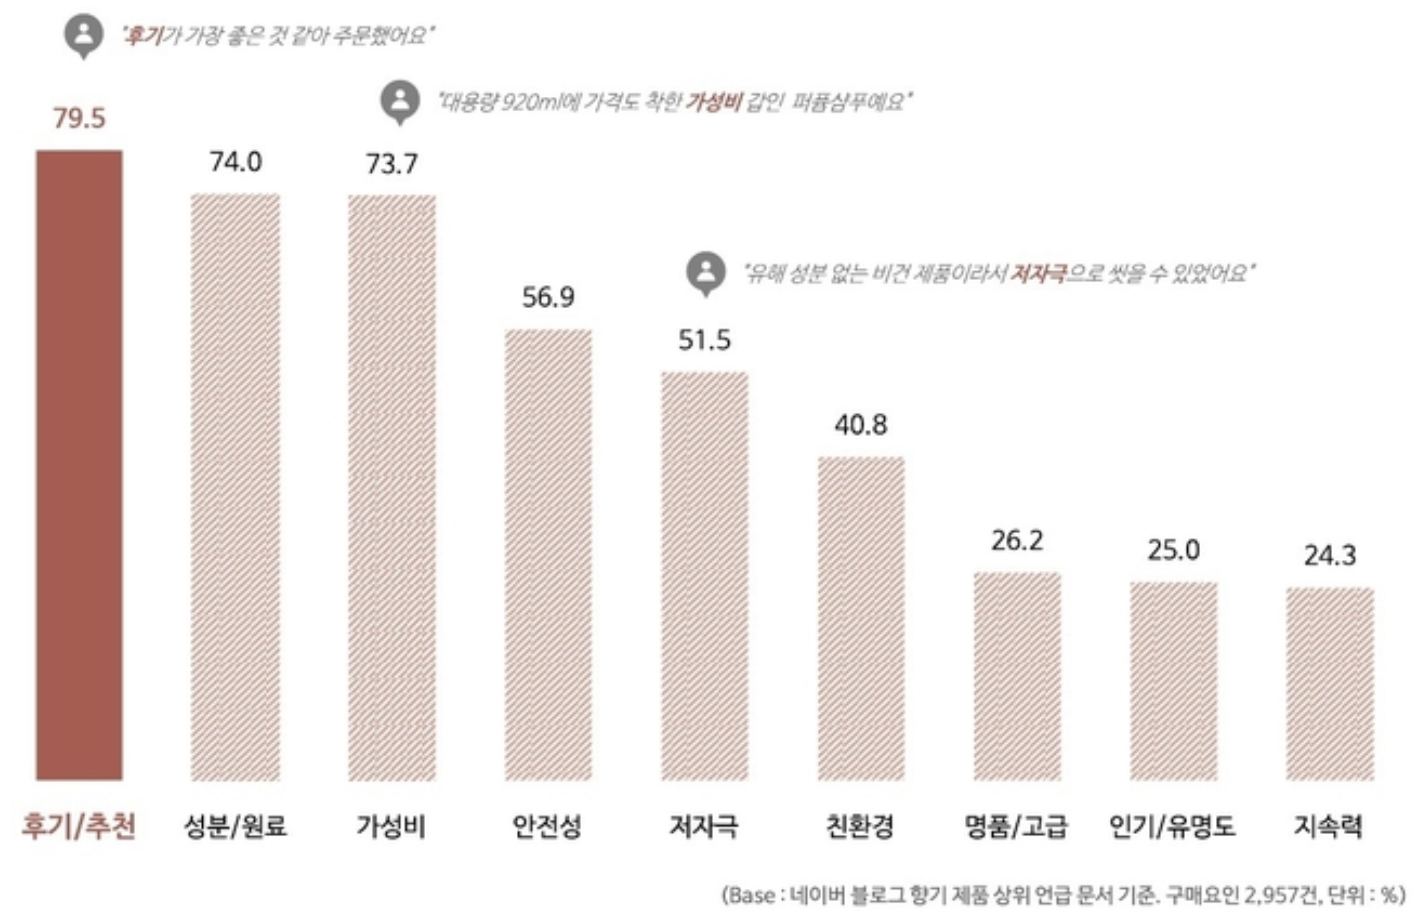 "후기가 가장 좋은 것 같아 주문했어요"
"대용량 920ml에 가격도 착한 가성비 갑인 퍼퓸샴푸예요"
79.5
74.0
73.7
"유해 성분 없는 비건 제품이라서 저자극으로 씻을 수 있었어요"
56.9
51.5
40.8
26.2
25.0
24.3
후기/추천
성분/원료
가성비
안전성
저자극
친환경
명품/고급
인기/유명도
지속력
(Base : 네이버 블로그 향기 제품 상위 언급 문서 기준. 구매요인 2,957건, 단위 : %)